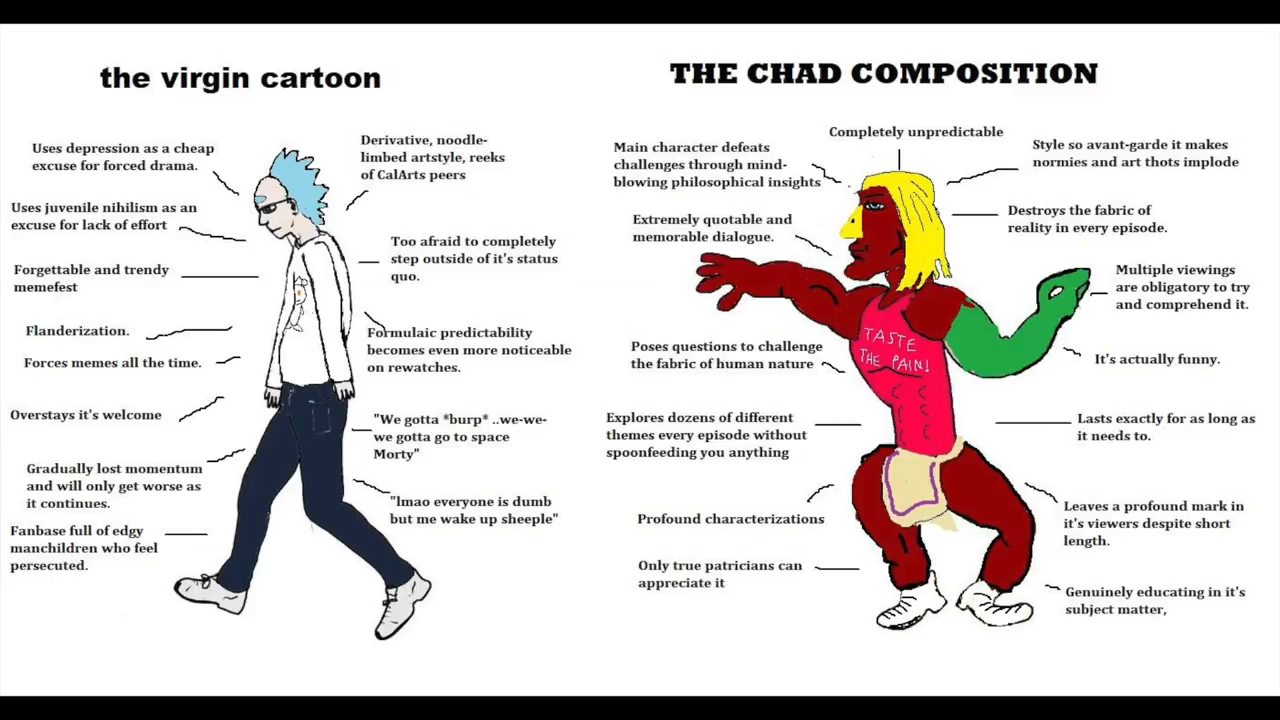 the virgin cartoon
Uses depression as a cheap
excuse for forced drama.
Uses juvenile nihilism as an
excuse for lack of effort
Forgettable and trendy
memefest
Flanderization.
Forces memes all the time.
Overstays it's welcome
Gradually lost momentum
and will only get worse as
it continues.
Fanbase full of edgy
manchildren who feel
persecuted.
Derivative, noodle-
limbed artstyle, reeks
of CalArts peers
Too afraid to completely
step outside of it's status
quo.
Formulaic predictability
becomes even more noticeable
on rewatches.
"We gotta *burp* ..we-we-
we gotta go to space
Morty"
"lmao everyone is dumb
but me wake up sheeple"
THE CHAD COMPOSITION
Main character defeats
challenges through mind-
blowing philosophical insights
Extremely quotable and
memorable dialogue.
Poses questions to challenge
the fabric of human nature
Explores dozens of different
themes every episode without
spoonfeeding you anything
Profound characterizations
Only true patricians can
appreciate it
Completely unpredictable
TASTE
THE PAIN!
Style so avant-garde it makes
normies and art thots implode
Destroys the fabric of
reality in every episode.
Multiple viewings
are obligatory to try
and comprehend it.
It's actually funny.
Lasts exactly for as long as
it needs to.
Leaves a profound mark in
it's viewers despite short
length.
Genuinely educating in it's
subject matter,